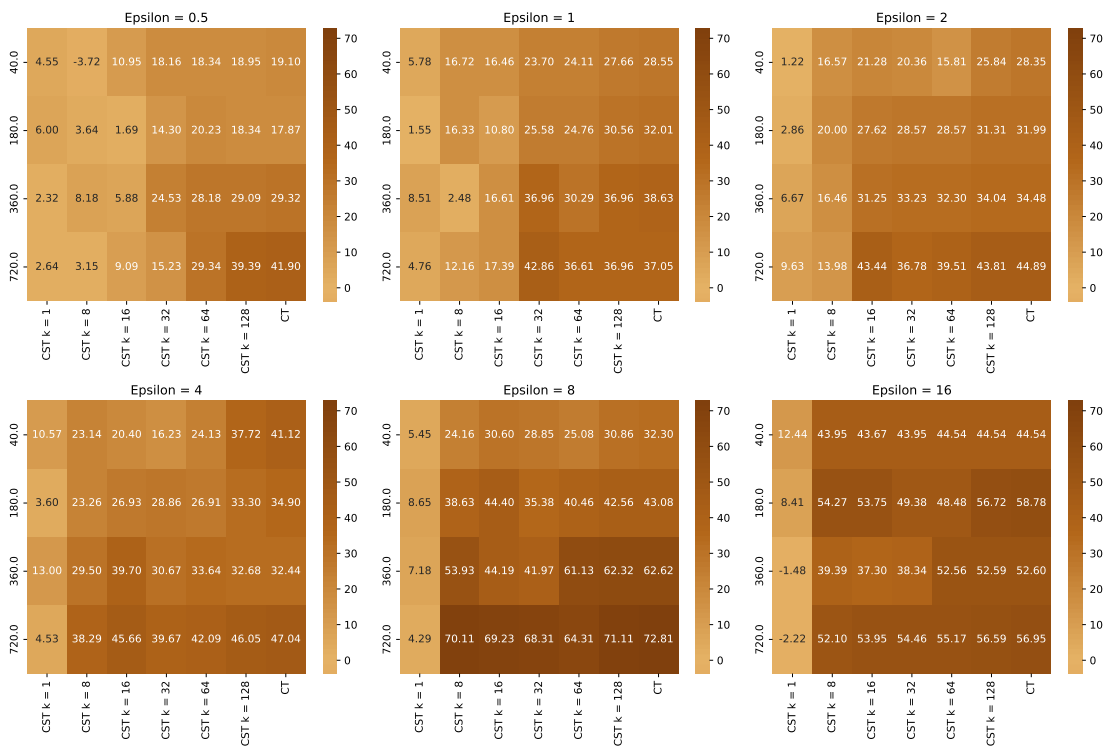 Epsilon = 0.5
40.0 4.55 -3.72 10.95 18.16 18.34 18.95 19.10
180.0 6.00 3.64 1.69 14.30 20.23 18.34 17.87
360.0 2.32 8.18 5.88 24.53 28.18 29.09 29.32
720.0 2.64 3.15 9.09 15.23 29.34 39.39 41.90
CST k = 1 CST k = 8 CST k = 16 CST k = 32 CST k = 64 CST k = 128 CT
70
60
50
40
30
20
10
0
Epsilon = 1
40.0 5.78 16.72 16.46 23.70 24.11 27.66 28.55
180.0 1.55 16.33 10.80 25.58 24.76 30.56 32.01
360.0 8.51 2.48 16.61 36.96 30.29 36.96 38.63
720.0 4.76 12.16 17.39 42.86 36.61 36.96 37.05
CST k = 1 CST k = 8 CST k = 16 CST k = 32 CST k = 64 CST k = 128 CT
70
60
50
40
30
20
10
0
Epsilon = 2
40.0 1.22 16.57 21.28 20.36 15.81 25.84 28.35
180.0 2.86 20.00 27.62 28.57 28.57 31.31 31.99
360.0 6.67 16.46 31.25 33.23 32.30 34.04 34.48
720.0 9.63 13.98 43.44 36.78 39.51 43.81 44.89
CST k = 1 CST k = 8 CST k = 16 CST k = 32 CST k = 64 CST k = 128 CT
70
60
50
40
30
20
10
0
Epsilon = 4
40.0 10.57 23.14 20.40 16.23 24.13 37.72 41.12
180.0 3.60 23.26 26.93 28.86 26.91 33.30 34.90
360.0 13.00 29.50 39.70 30.67 33.64 32.68 32.44
720.0 4.53 38.29 45.66 39.67 42.09 46.05 47.04
CST k = 1 CST k = 8 CST k = 16 CST k = 32 CST k = 64 CST k = 128 CT
70
60
50
40
30
20
10
0
Epsilon = 8
40.0 5.45 24.16 30.60 28.85 25.08 30.86 32.30
180.0 8.65 38.63 44.40 35.38 40.46 42.56 43.08
360.0 7.18 53.93 44.19 41.97 61.13 62.32 62.62
720.0 4.29 70.11 69.23 68.31 64.31 71.11 72.81
CST k = 1 CST k = 8 CST k = 16 CST k = 32 CST k = 64 CST k = 128 CT
70
60
50
40
30
20
10
0
Epsilon = 16
40.0 12.44 43.95 43.67 43.95 44.54 44.54 44.54
180.0 8.41 54.27 53.75 49.38 48.48 56.72 58.78
360.0 -1.48 39.39 37.30 38.34 52.56 52.59 52.60
720.0 -2.22 52.10 53.95 54.46 55.17 56.59 56.95
CST k = 1 CST k = 8 CST k = 16 CST k = 32 CST k = 64 CST k = 128 CT
70
60
50
40
30
20
10
0